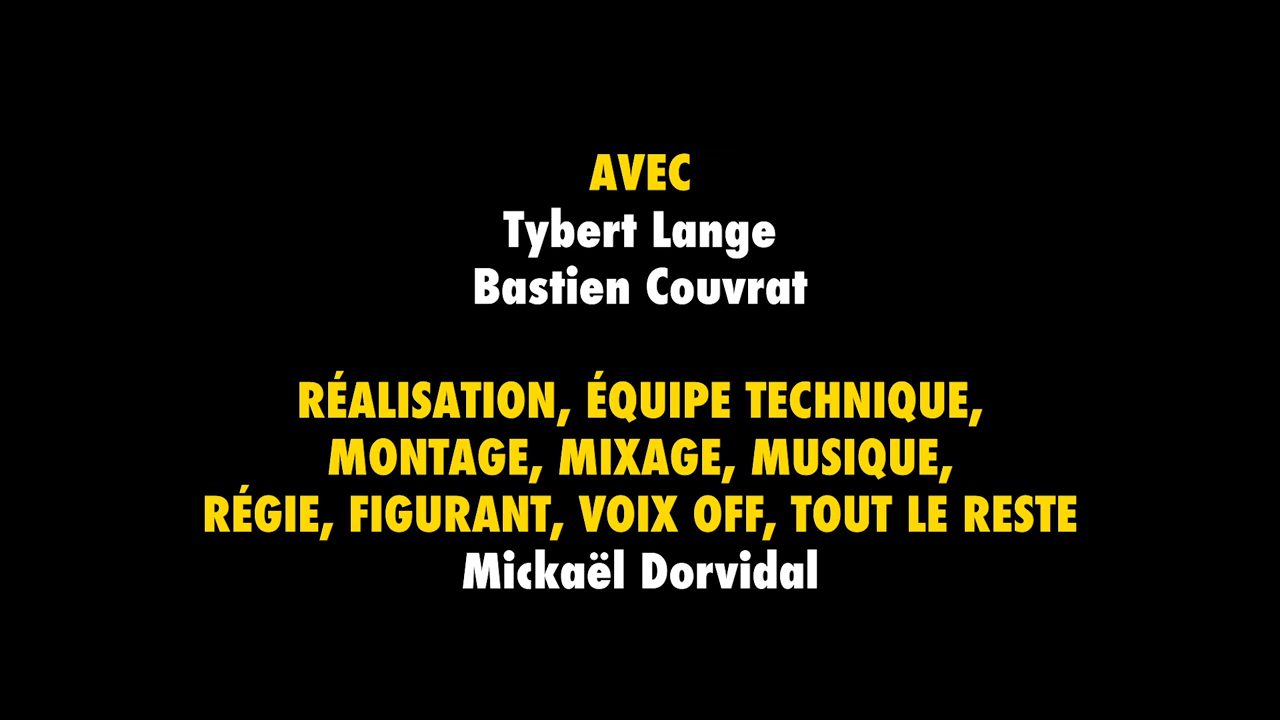 AVEC
Tybert Lange
Bastien Couvrat
RÉALISATION, ÉQUIPE TECHNIQUE,
MONTAGE, MIXAGE, MUSIQUE,
RÉGIE, FIGURANT, VOIX OFF, TOUT LE RESTE
Mickaël Dorvidal